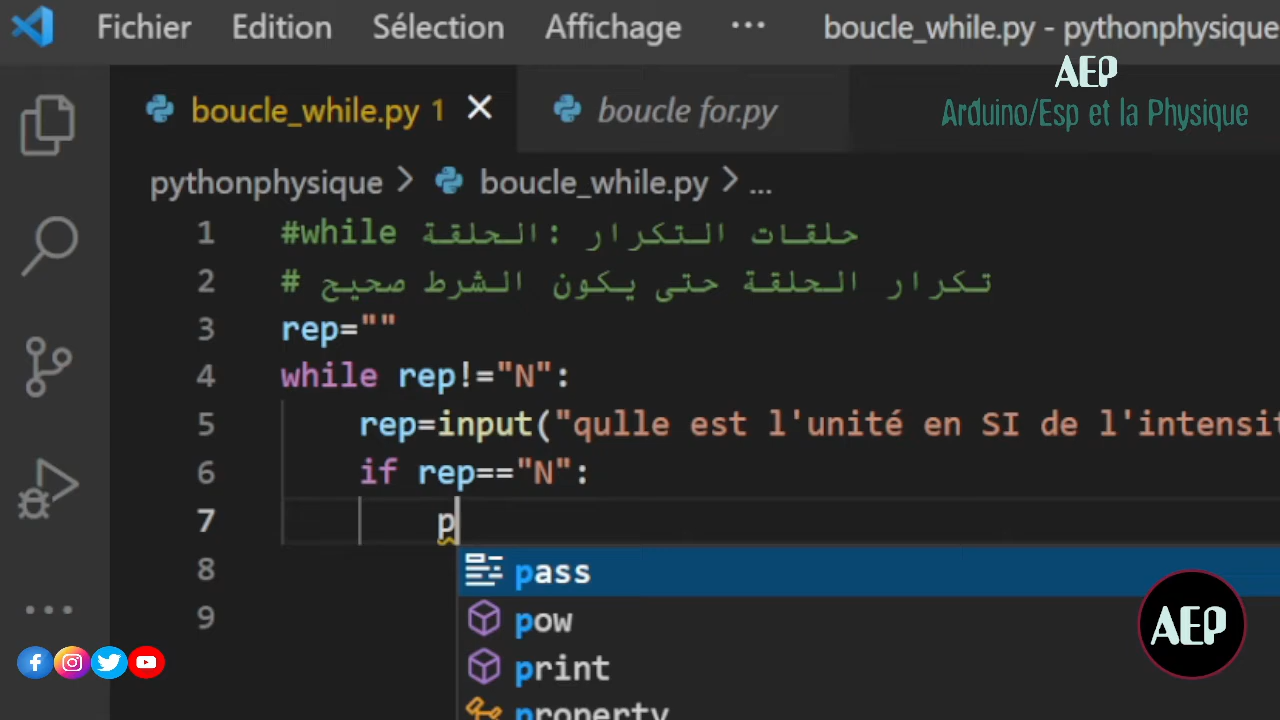 Fichier Edition Sélection Affichage ··· boucle_while.py - pythonphysique
AEP
Arduino/Esp et la Physique
boucle_while.py 1 boucle for.py
pythonphysique > boucle_while.py > ...
1 #while حلقات التكرار :الحلقة
2 # تكرار الحلقة حتى يكون الشرط صحيح
3 rep=""
4 while rep!="N":
5 rep=input("qulle est l'unité en SI de l'intensit
6 if rep=="N":
7 p
8 pass
9 pow
print
property
AEP